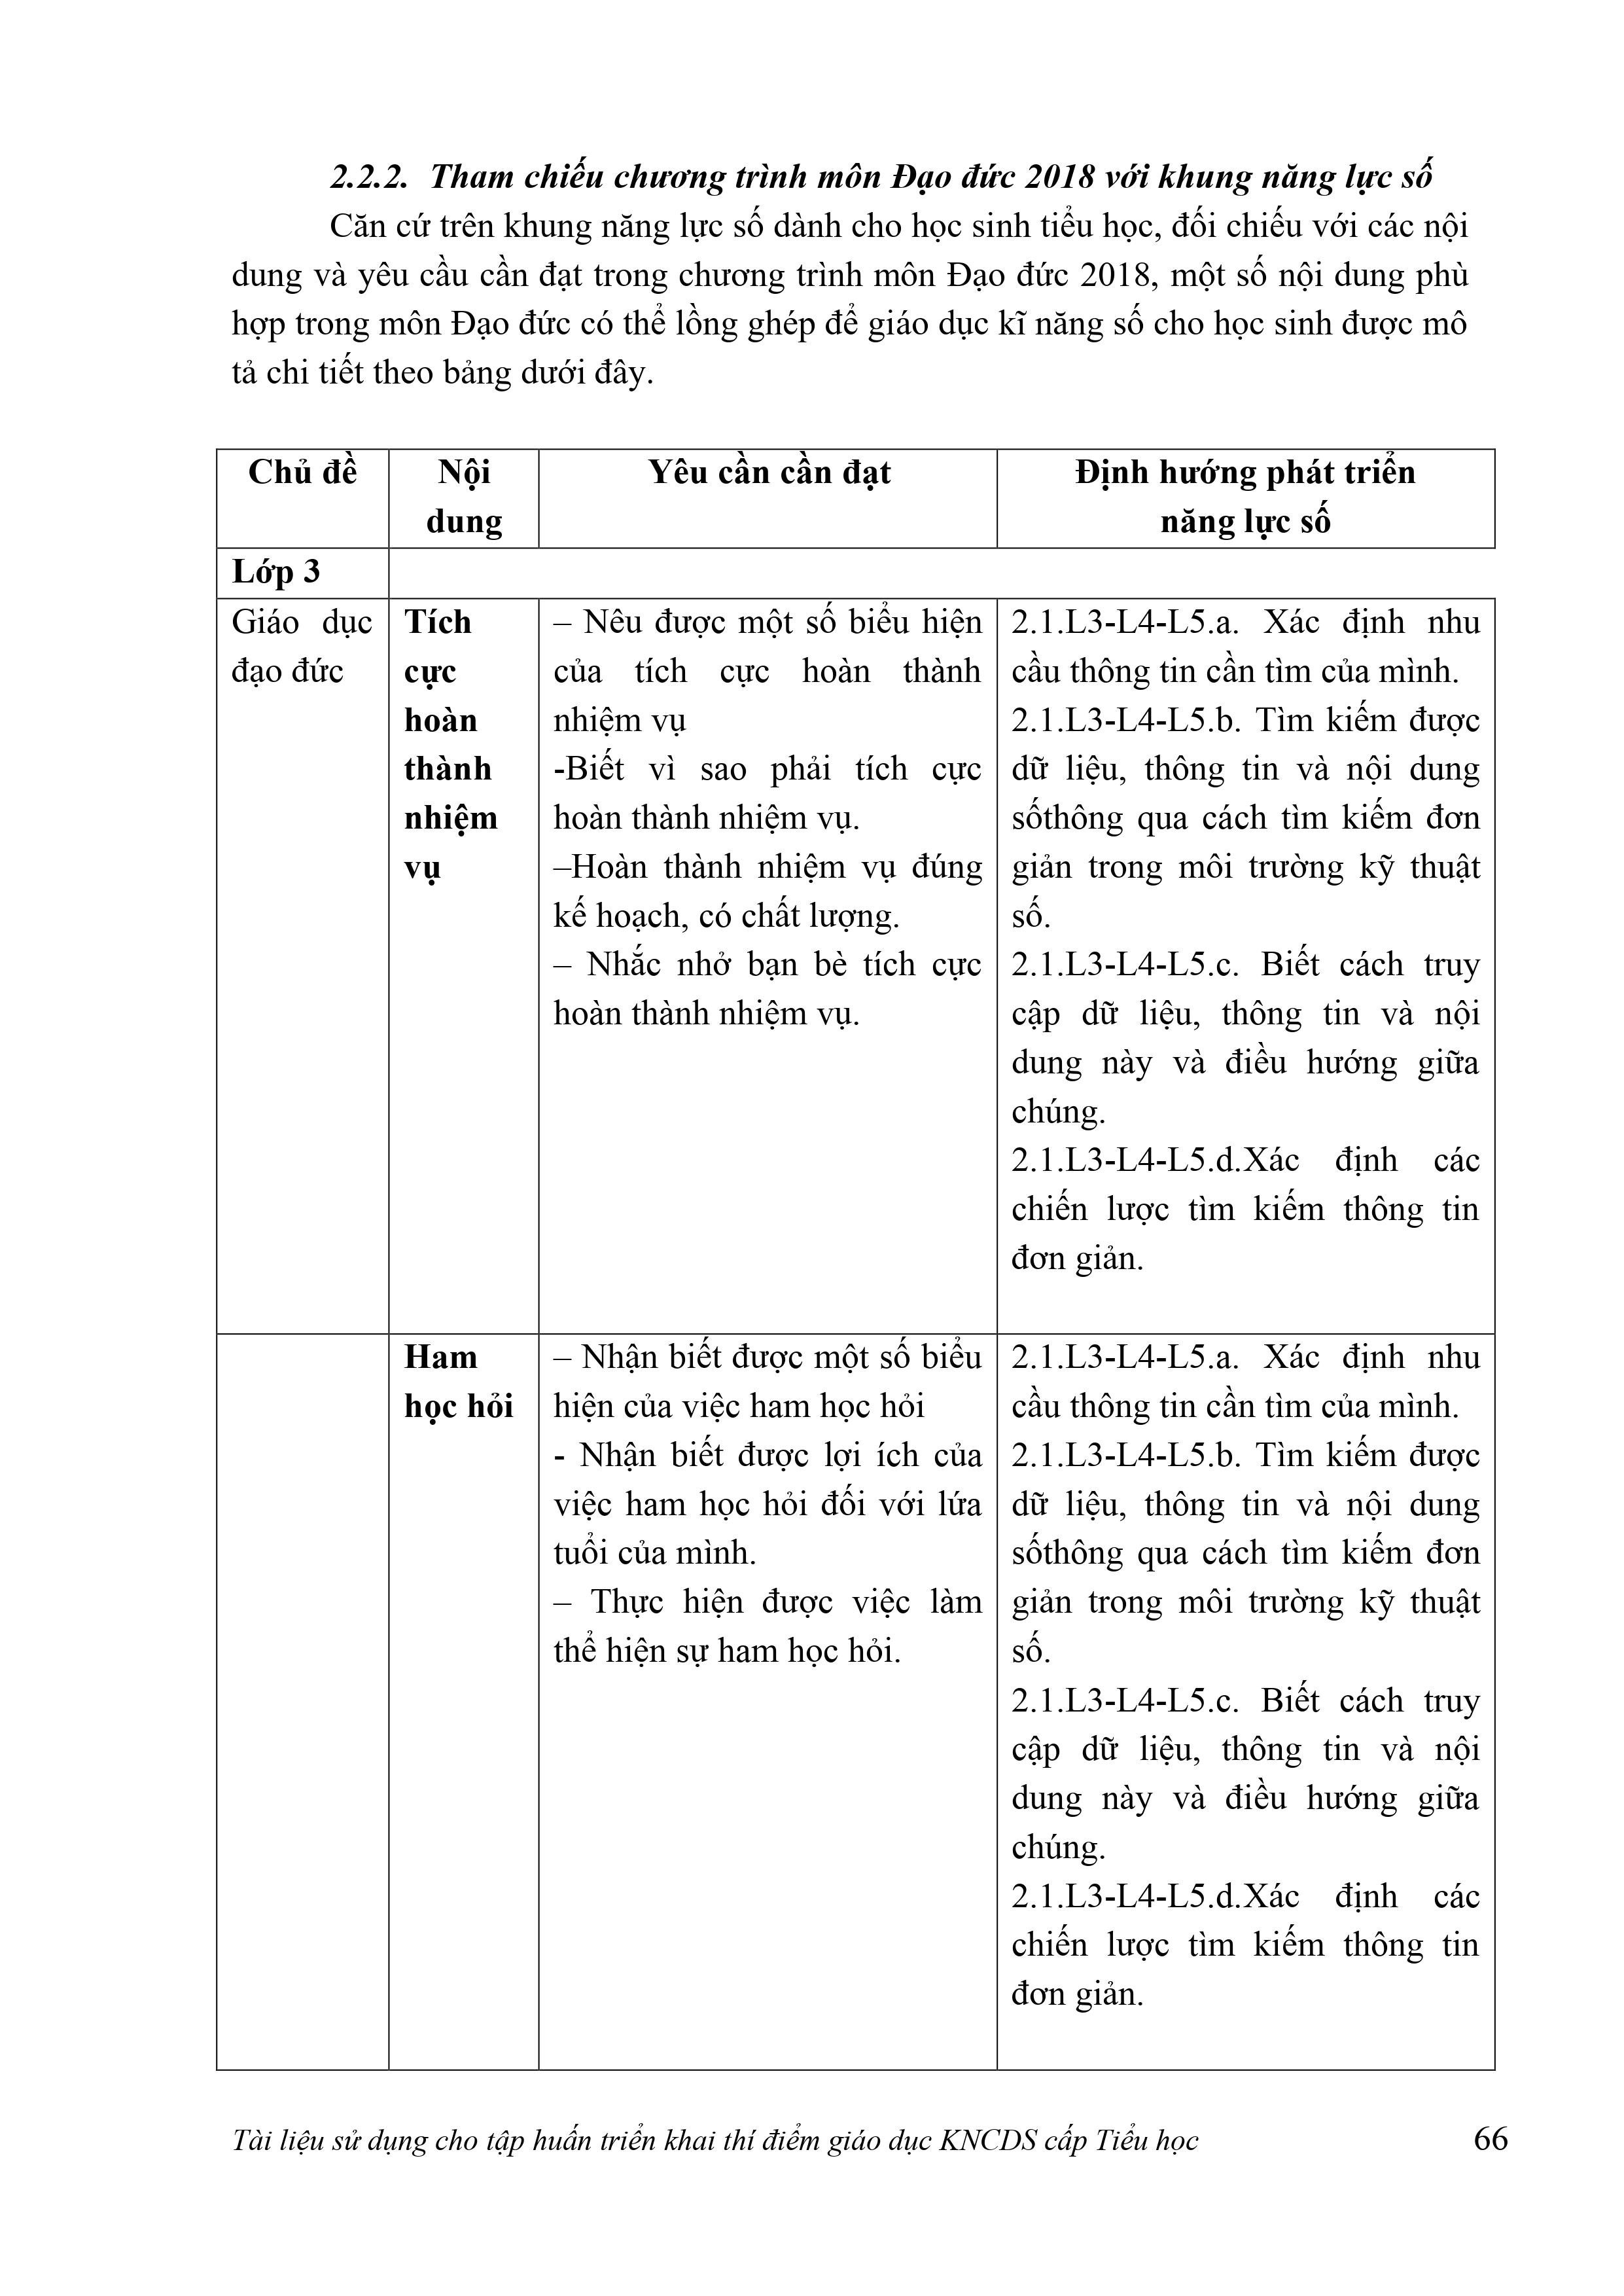 2.2.2. Tham chiếu chương trình môn Đạo đức 2018 với khung năng lực số
Căn cứ trên khung năng lực số dành cho học sinh tiểu học, đối chiếu với các nội
dung và yêu cầu cần đạt trong chương trình môn Đạo đức 2018, một số nội dung phù
hợp trong môn Đạo đức có thể lồng ghép để giáo dục kĩ năng số cho học sinh được mô
tả chi tiết theo bảng dưới đây.
Chủ đề
Nội
dung
Yêu cần cần đạt
Định hướng phát triển
năng lực số
Lớp 3
Giáo dục
đạo đức
Tích
cực
hoàn
thành
nhiệm
vụ
– Nêu được một số biểu hiện
của tích cực hoàn thành
nhiệm vụ
-Biết vì sao phải tích cực
hoàn thành nhiệm vụ.
–Hoàn thành nhiệm vụ đúng
kế hoạch, có chất lượng.
– Nhắc nhở bạn bè tích cực
hoàn thành nhiệm vụ.
2.1.L3-L4-L5.a. Xác định nhu
cầu thông tin cần tìm của mình.
2.1.L3-L4-L5.b. Tìm kiếm được
dữ liệu, thông tin và nội dung
sốthông qua cách tìm kiếm đơn
giản trong môi trường kỹ thuật
số.
2.1.L3-L4-L5.c. Biết cách truy
cập dữ liệu, thông tin và nội
dung này và điều hướng giữa
chúng.
2.1.L3-L4-L5.d.Xác định các
chiến lược tìm kiếm thông tin
đơn giản.
Ham
học hỏi
– Nhận biết được một số biểu
hiện của việc ham học hỏi
- Nhận biết được lợi ích của
việc ham học hỏi đối với lứa
tuổi của mình.
– Thực hiện được việc làm
thể hiện sự ham học hỏi.
2.1.L3-L4-L5.a. Xác định nhu
cầu thông tin cần tìm của mình.
2.1.L3-L4-L5.b. Tìm kiếm được
dữ liệu, thông tin và nội dung
sốthông qua cách tìm kiếm đơn
giản trong môi trường kỹ thuật
số.
2.1.L3-L4-L5.c. Biết cách truy
cập dữ liệu, thông tin và nội
dung này và điều hướng giữa
chúng.
2.1.L3-L4-L5.d.Xác định các
chiến lược tìm kiếm thông tin
đơn giản.
Tài liệu sử dụng cho tập huấn triển khai thí điểm giáo dục KNCDS cấp Tiểu học 66